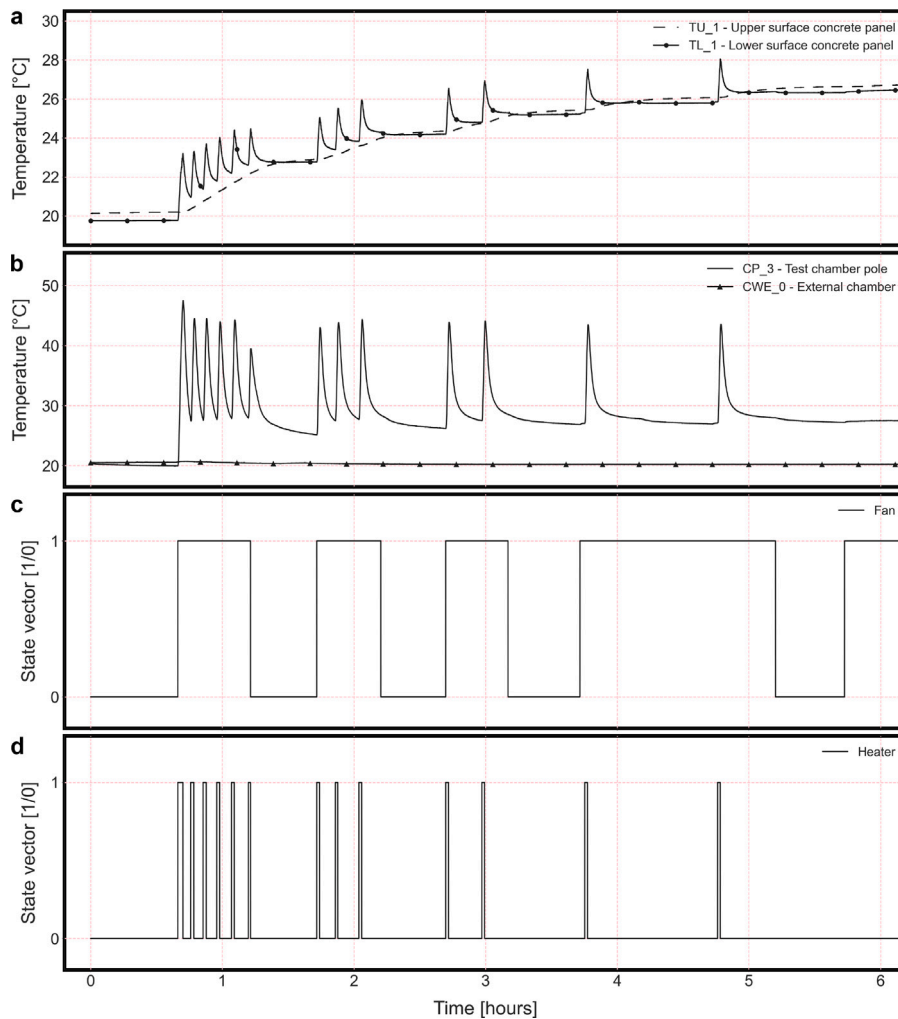 a
30
28
26
24
22
20
Temperature [°C]
TU_1 - Upper surface concrete panel
TL_1 - Lower surface concrete panel
b
50
40
30
20
Temperature [°C]
CP_3 - Test chamber pole
CWE_0 - External chamber
c
1
0
State vector [1/0]
Fan
d
1
0
State vector [1/0]
Heater
0 1 2 3 4 5 6
Time [hours]